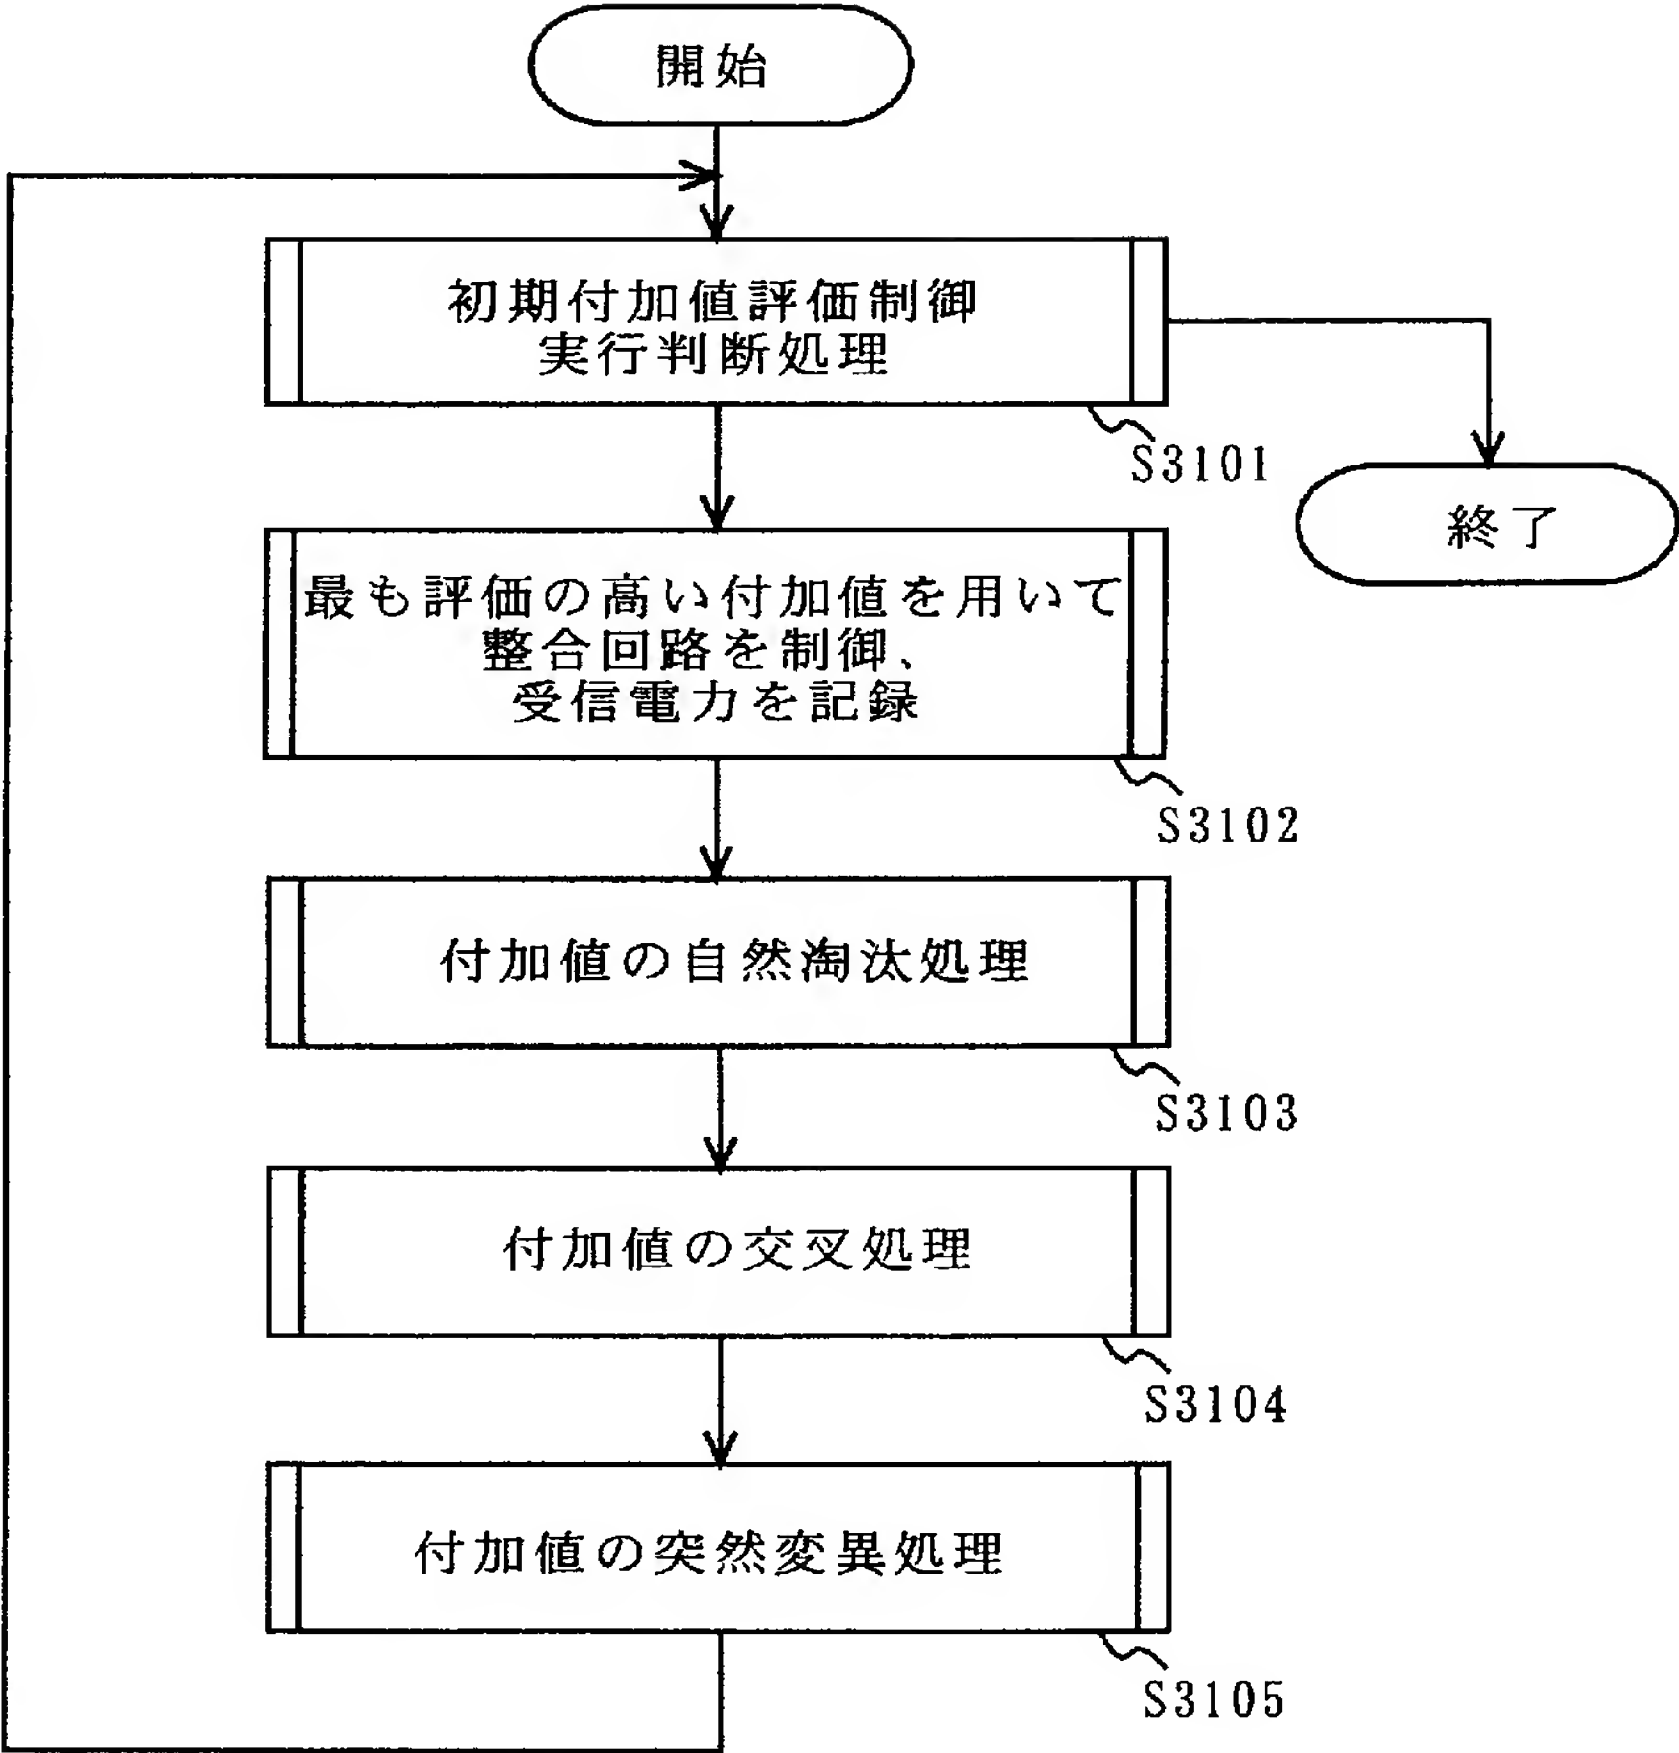 開始
初期付加値評価制御
実行判断処理
S3101
終了
最も評価の高い付加値を用いて
整合回路を制御、
受信電力を記録
S3102
付加値の自然淘汰処理
S3103
付加値の交叉処理
S3104
付加値の突然変異処理
S3105